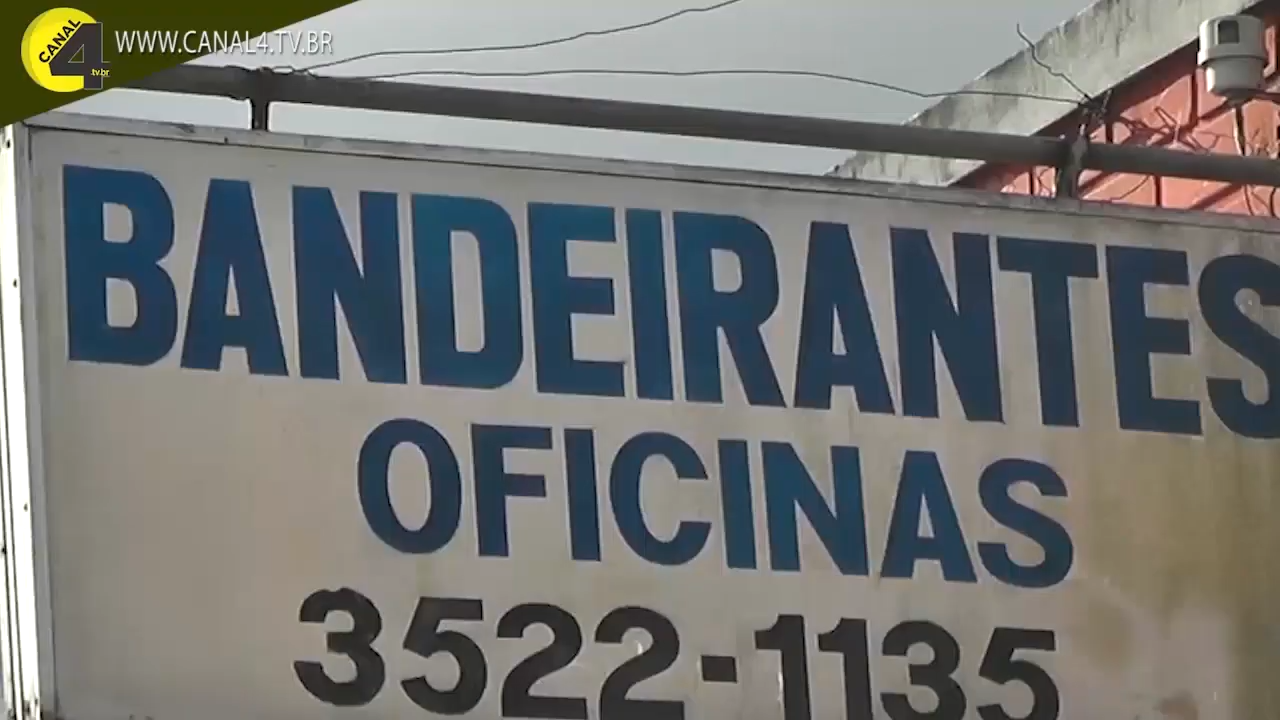 CANAL 4 .tv.br
WWW.CANAL4.TV.BR
BANDEIRANTES
OFICINAS
3522-1135